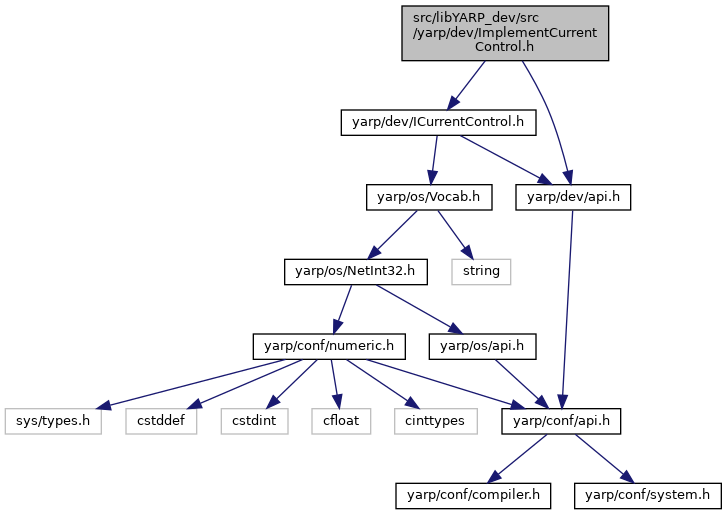 src/libYARP_dev/src
/yarp/dev/ImplementCurrent
Control.h
yarp/dev/ICurrentControl.h
yarp/os/Vocab.h
yarp/dev/api.h
yarp/os/NetInt32.h
string
yarp/conf/numeric.h
yarp/os/api.h
sys/types.h
cstddef
cstdint
cfloat
cinttypes
yarp/conf/api.h
yarp/conf/compiler.h
yarp/conf/system.h